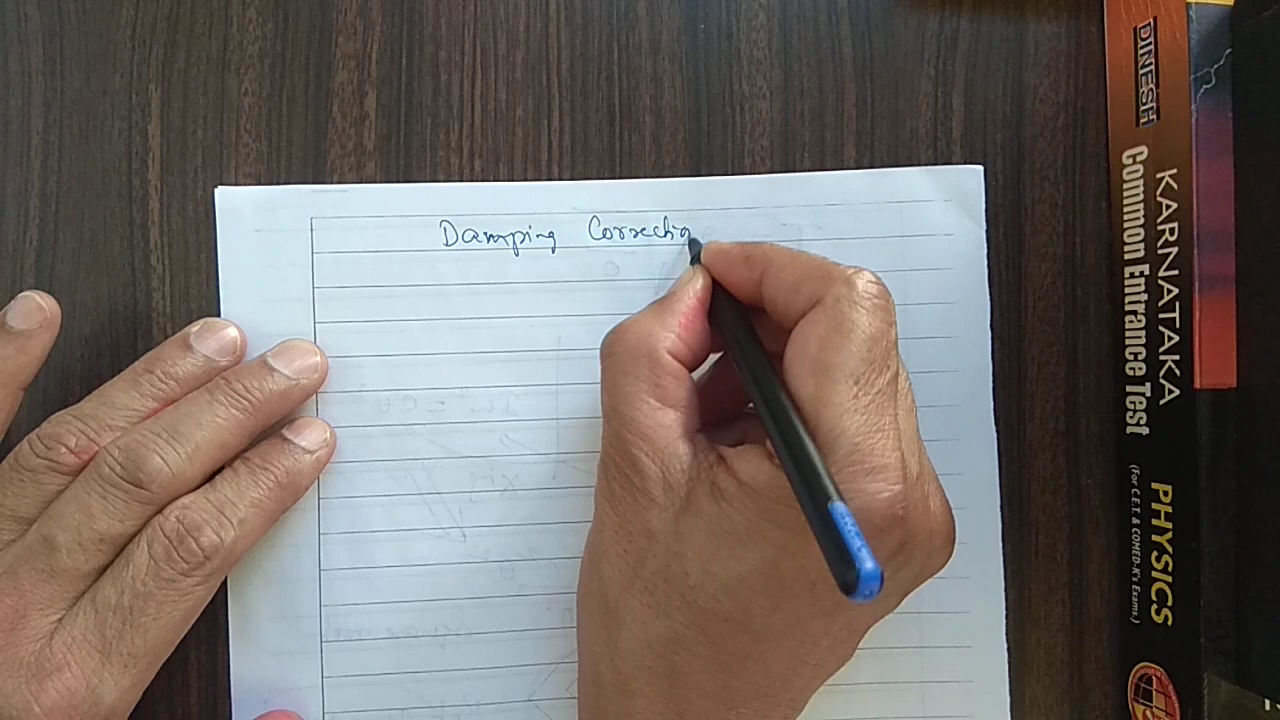 Damping Correctio
DINESH
KARNATAKA
Common Entrance Test
(For C.E.T. & COMED-K's Exams.)
PHYSICS